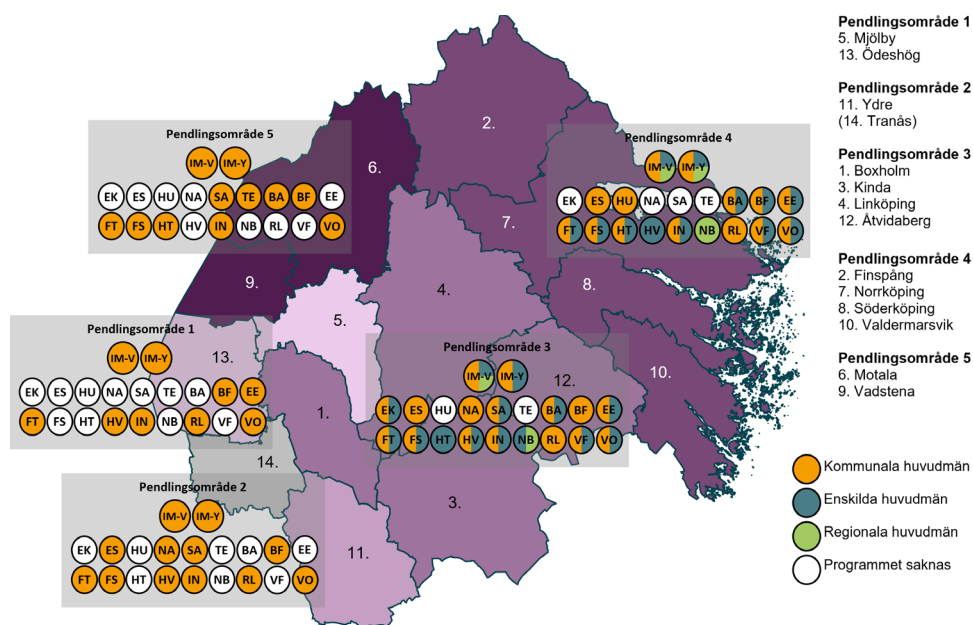 Pendlingsområde 1
5. Mjölby
13. Ödeshög
Pendlingsområde 2
11. Ydre
(14. Tranås)
Pendlingsområde 3
1. Boxholm
3. Kinda
4. Linköping
12. Åtvidaberg
Pendlingsområde 4
2. Finspång
7. Norrköping
8. Söderköping
10. Valdermarsvik
Pendlingsområde 5
6. Motala
9. Vadstena
2.
6.
7.
9.
4.
8.
5.
13.
12.
10.
1.
14.
3.
11.
Pendlingsområde 5
IM-V IM-Y
EK ES HU NA SA TE BA BF EE
FT FS HT HV IN NB RL VF VO
Pendlingsområde 4
IM-V IM-Y
EK ES HU NA SA TE BA BF EE
FT FS HT HV IN NB RL VF VO
Pendlingsområde 1
IM-V IM-Y
EK ES HU NA SA TE BA BF EE
FT FS HT HV IN NB RL VF VO
Pendlingsområde 3
IM-V IM-Y
EK ES HU NA SA TE BA BF EE
FT FS HT HV IN NB RL VF VO
Pendlingsområde 2
IM-V IM-Y
EK ES HU NA SA TE BA BF EE
FT FS HT HV IN NB RL VF VO
Kommunala huvudmän
Enskilda huvudmän
Regionala huvudmän
Programmet saknas